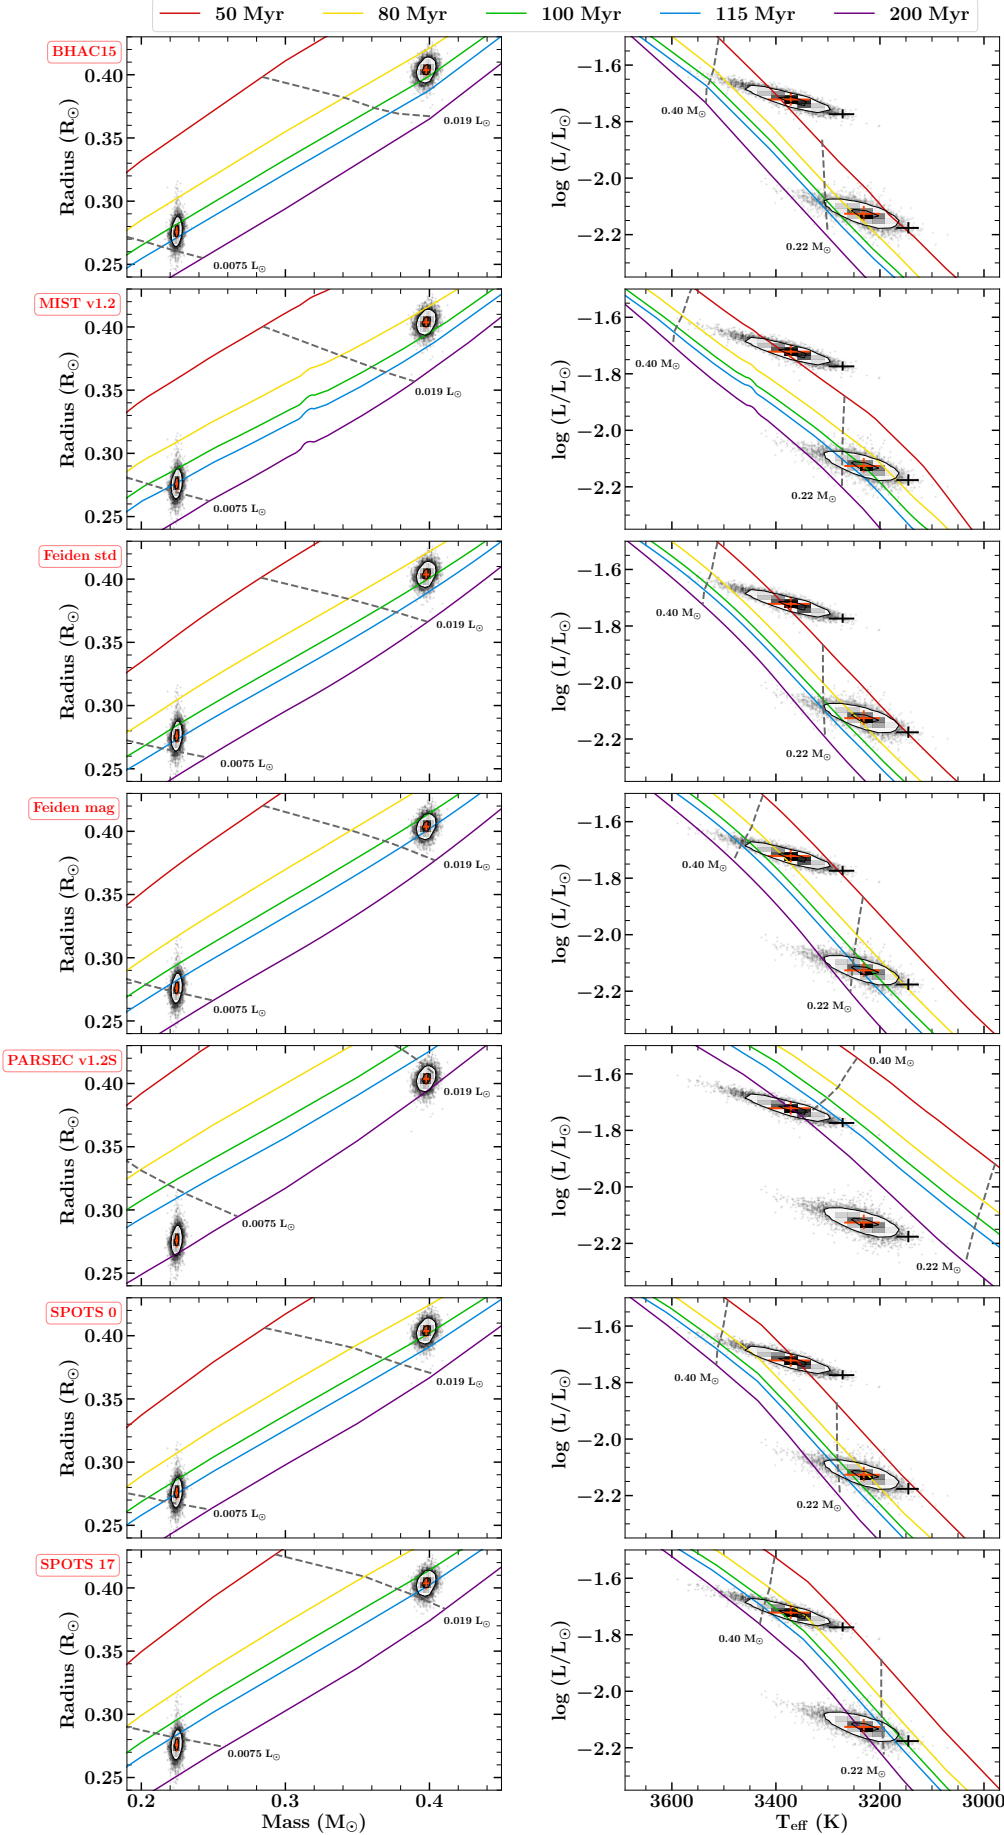 50 Myr 80 Myr 100 Myr 115 Myr 200 Myr
BHAC15
0.40
0.35
0.30
0.25
Radius (R☉)
0.019 L☉
0.0075 L☉
−1.6
−1.8
−2.0
−2.2
log (L/L☉)
0.40 M☉
0.22 M☉
MIST v1.2
0.40
0.35
0.30
0.25
Radius (R☉)
0.019 L☉
0.0075 L☉
−1.6
−1.8
−2.0
−2.2
log (L/L☉)
0.40 M☉
0.22 M☉
Feiden std
0.40
0.35
0.30
0.25
Radius (R☉)
0.019 L☉
0.0075 L☉
−1.6
−1.8
−2.0
−2.2
log (L/L☉)
0.40 M☉
0.22 M☉
Feiden mag
0.40
0.35
0.30
0.25
Radius (R☉)
0.019 L☉
0.0075 L☉
−1.6
−1.8
−2.0
−2.2
log (L/L☉)
0.40 M☉
0.22 M☉
PARSEC v1.2S
0.40
0.35
0.30
0.25
Radius (R☉)
0.019 L☉
0.0075 L☉
−1.6
−1.8
−2.0
−2.2
log (L/L☉)
0.40 M☉
0.22 M☉
SPOTS 0
0.40
0.35
0.30
0.25
Radius (R☉)
0.019 L☉
0.0075 L☉
−1.6
−1.8
−2.0
−2.2
log (L/L☉)
0.40 M☉
0.22 M☉
SPOTS 17
0.40
0.35
0.30
0.25
Radius (R☉)
0.019 L☉
0.0075 L☉
−1.6
−1.8
−2.0
−2.2
log (L/L☉)
0.40 M☉
0.22 M☉
0.2 0.3 0.4
Mass (M☉)
3600 3400 3200 3000
Teff (K)